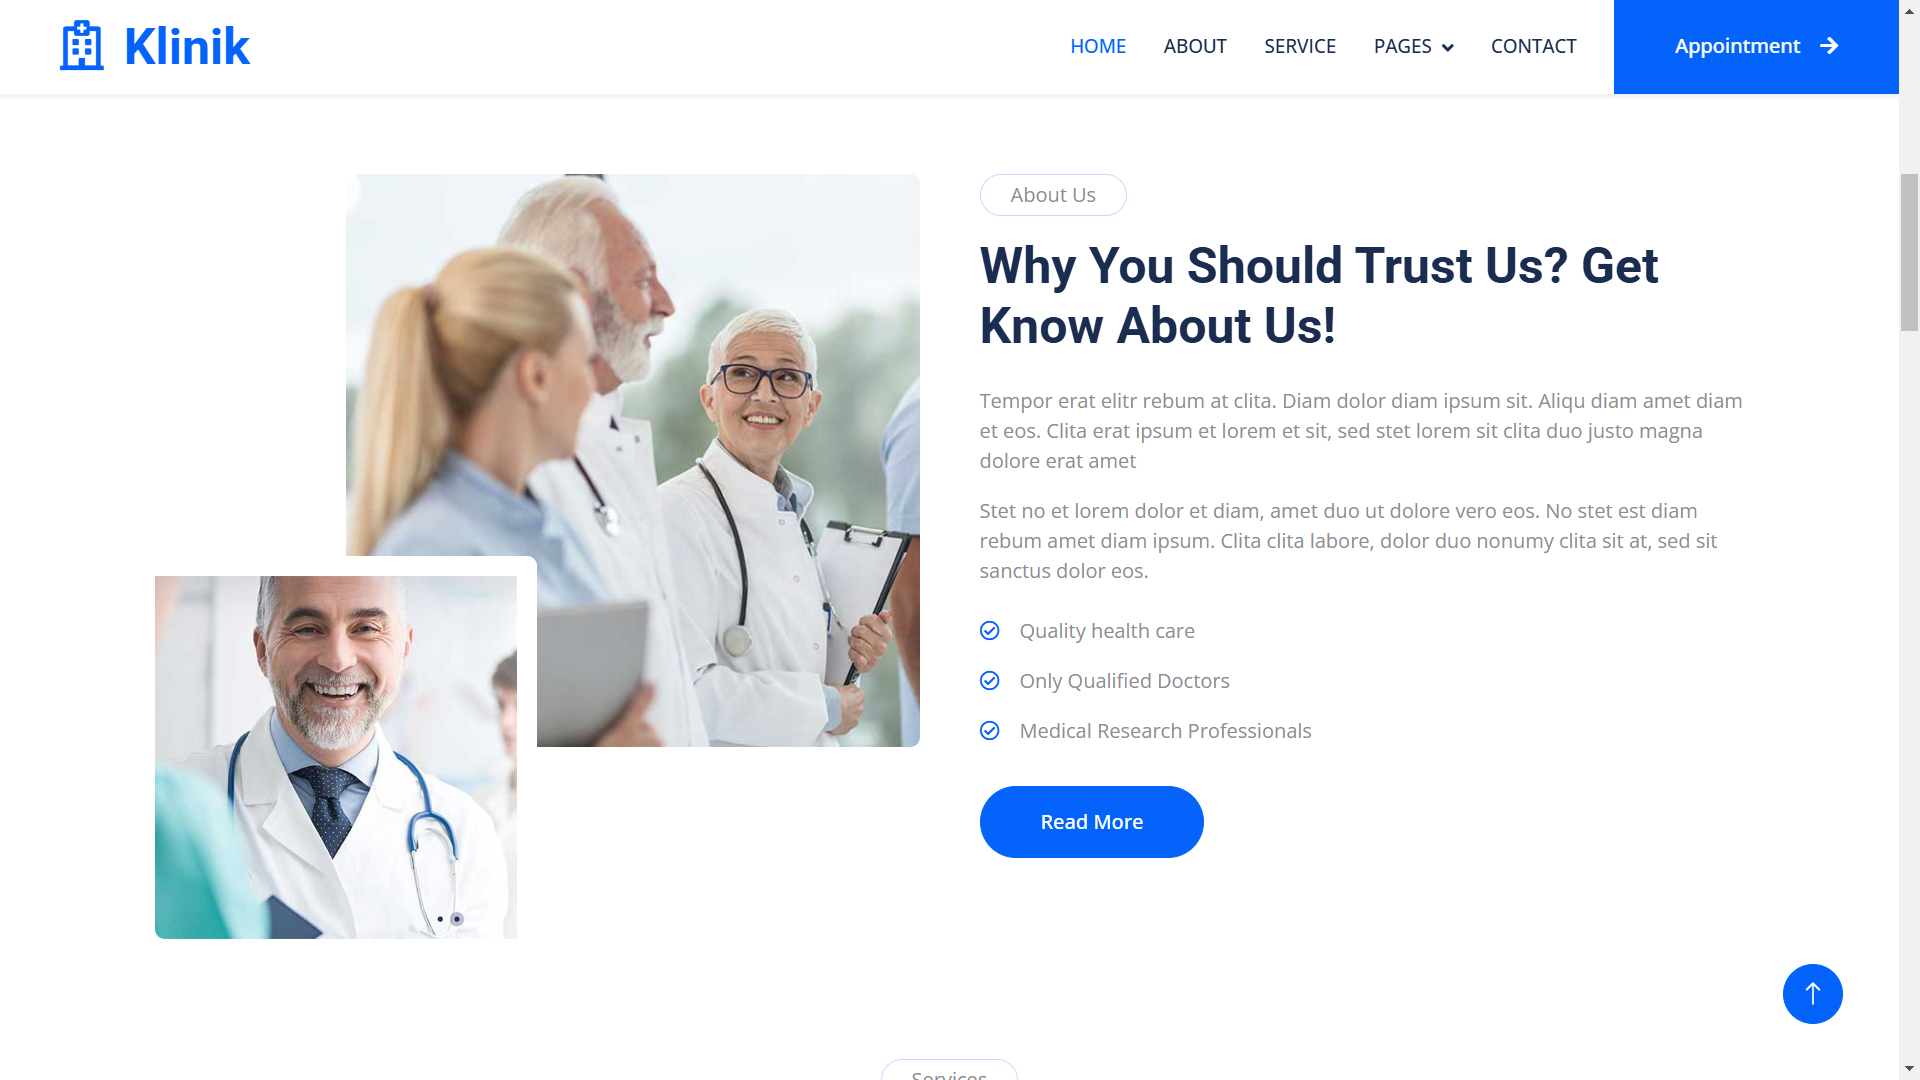 Klinik
HOME
ABOUT
SERVICE
PAGES
CONTACT
Appointment
About Us
Why You Should Trust Us? Get
Know About Us!
Tempor erat elitr rebum at clita. Diam dolor diam ipsum sit. Aliqu diam amet diam
et eos. Clita erat ipsum et lorem et sit, sed stet lorem sit clita duo justo magna
dolore erat amet
Stet no et lorem dolor et diam, amet duo ut dolore vero eos. No stet est diam
rebum amet diam ipsum. Clita clita labore, dolor duo nonumy clita sit at, sed sit
sanctus dolor eos.
Quality health care
Only Qualified Doctors
Medical Research Professionals
Read More
Services